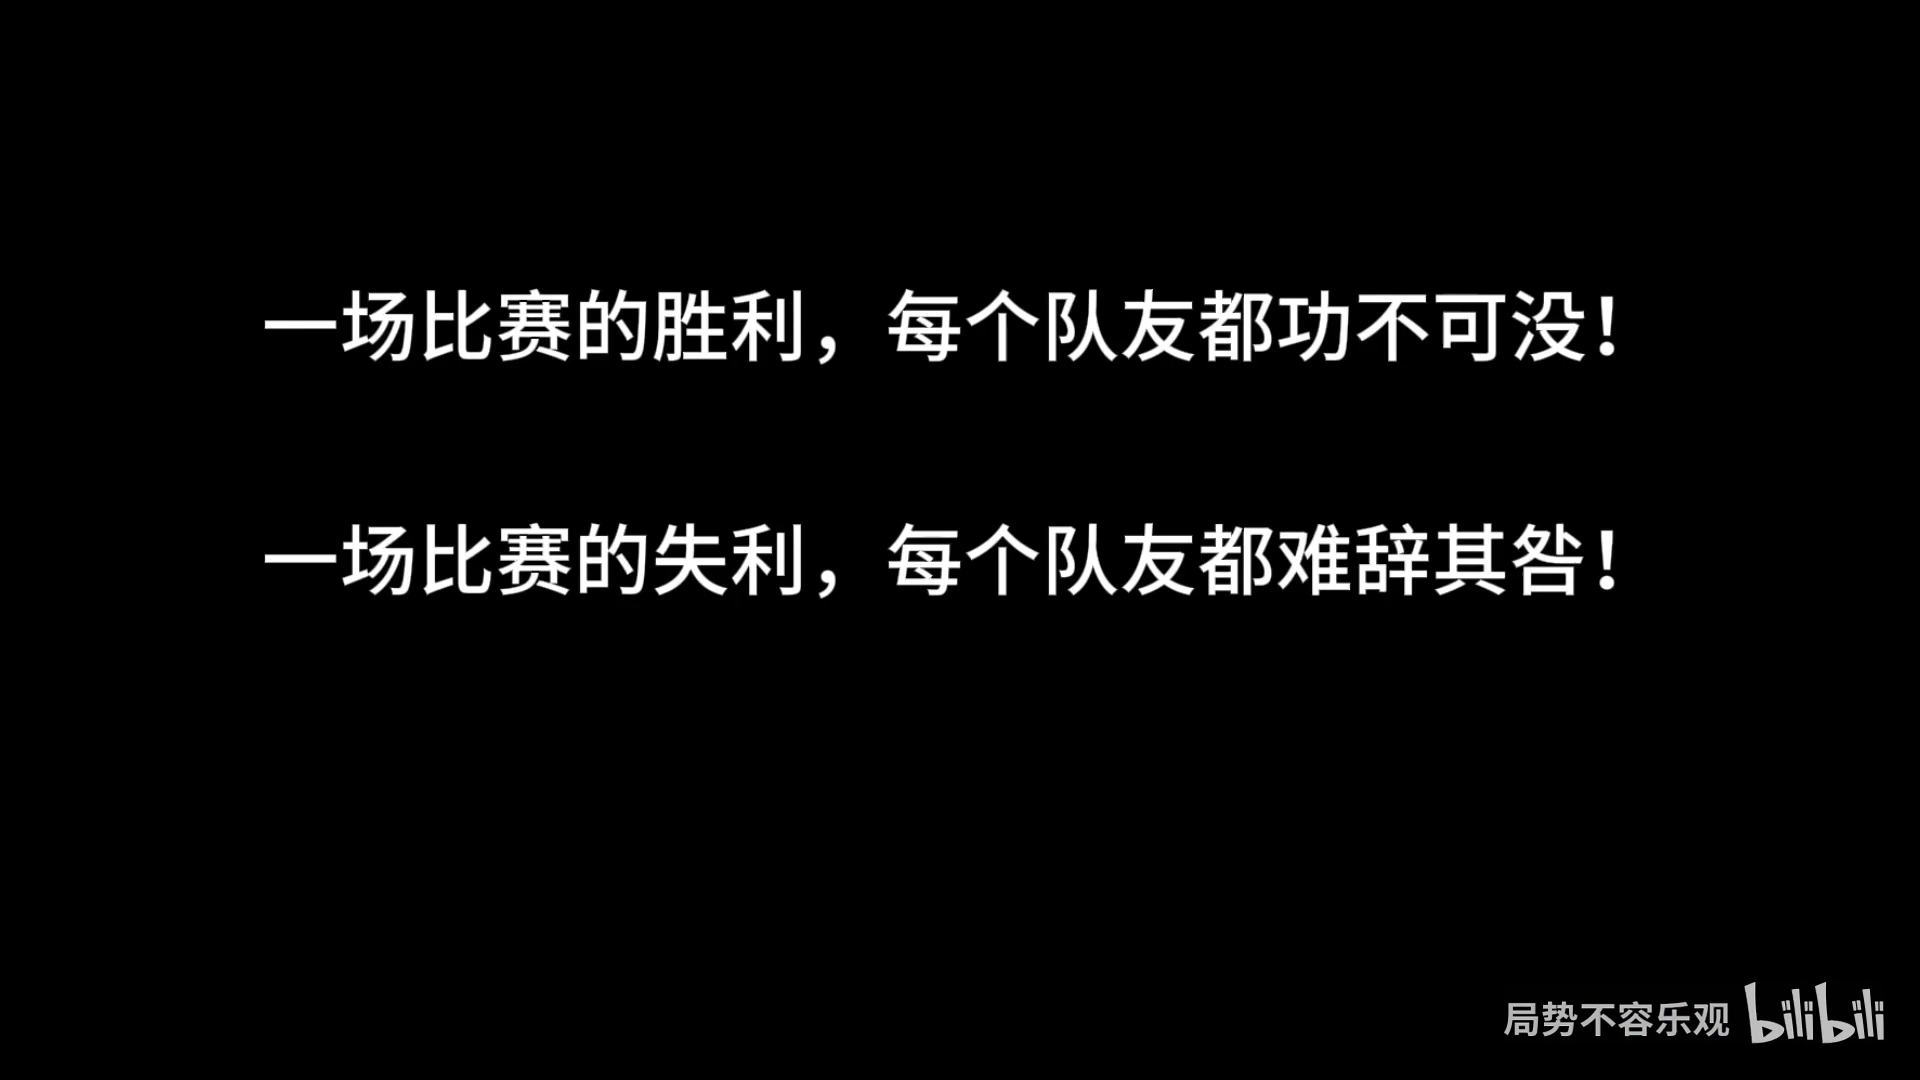 一场比赛的胜利，每个队友都功不可没！
一场比赛的失利，每个队友都难辞其咎！
局势不容乐观 bilibili